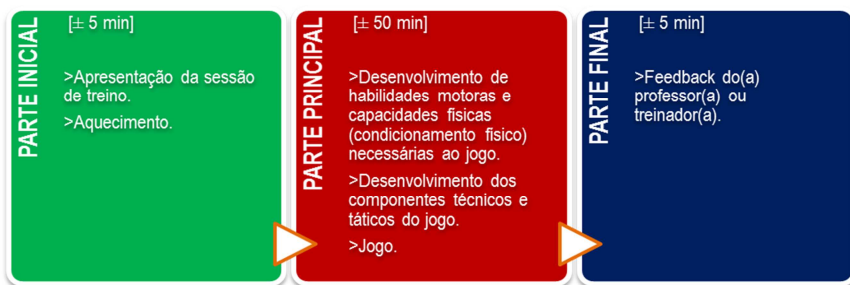 PARTE INICIAL
[± 5 min]
>Apresentação da sessão
de treino.
>Aquecimento.
PARTE PRINCIPAL
[± 50 min]
>Desenvolvimento de
habilidades motoras e
capacidades físicas
(condicionamento físico)
necessárias ao jogo.
>Desenvolvimento dos
componentes técnicos e
táticos do jogo.
>Jogo.
PARTE FINAL
[± 5 min]
>Feedback do(a)
professor(a) ou
treinador(a).